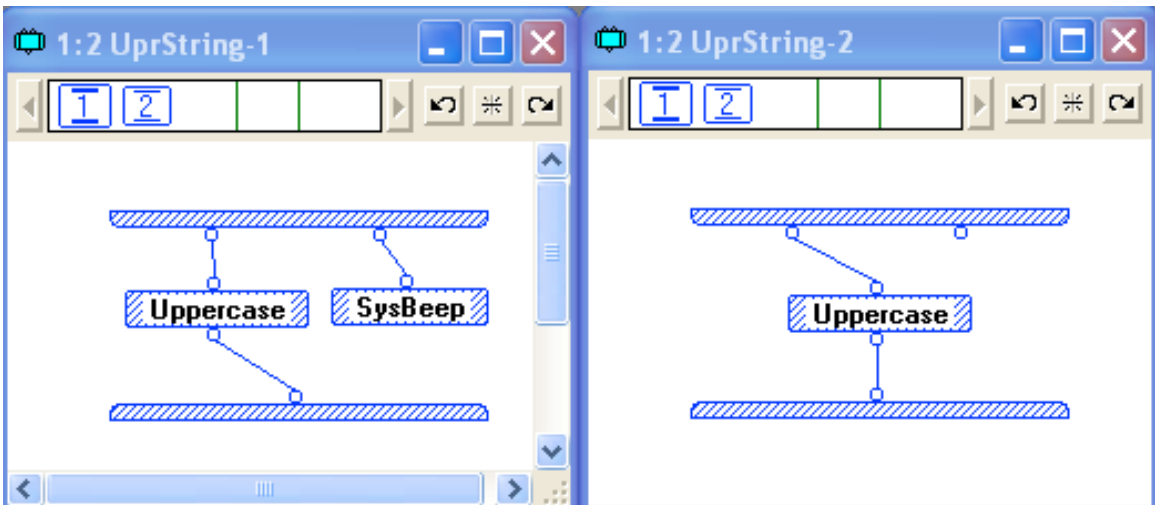 1:2 UprString-1
1 2
Uppercase
SysBeep
1:2 UprString-2
1 2
Uppercase